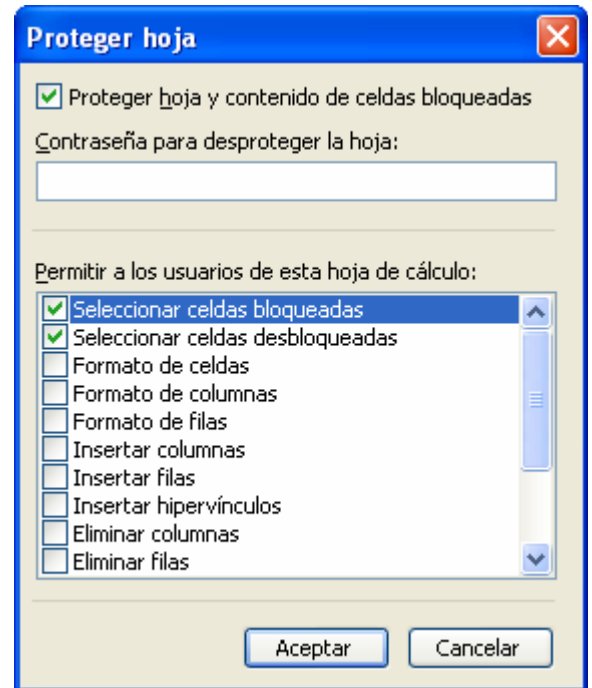 Proteger hoja
Proteger hoja y contenido de celdas bloqueadas
Contraseña para desproteger la hoja:
Permitir a los usuarios de esta hoja de cálculo:
Seleccionar celdas bloqueadas
Seleccionar celdas desbloqueadas
Formato de celdas
Formato de columnas
Formato de filas
Insertar columnas
Insertar filas
Insertar hipervínculos
Eliminar columnas
Eliminar filas
Aceptar Cancelar